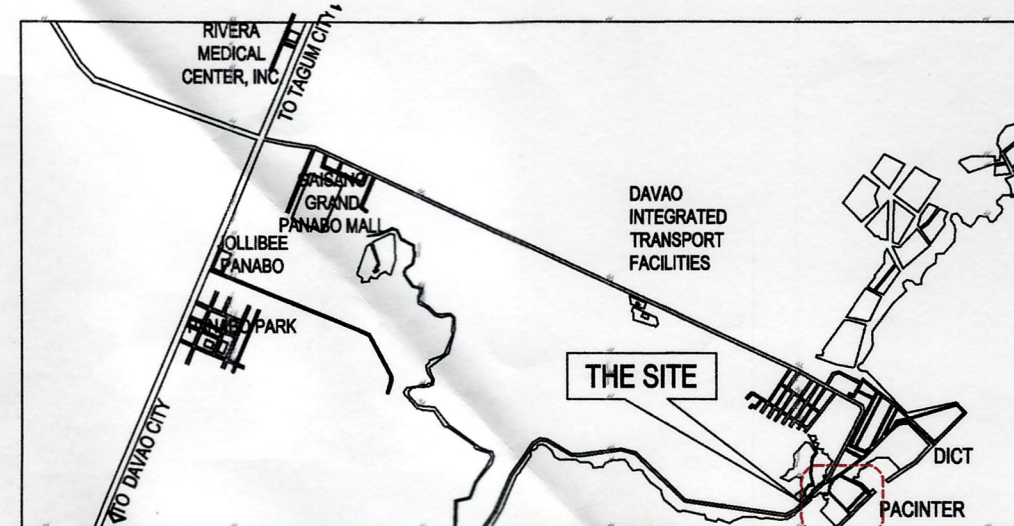 RIVERA
MEDICAL
CENTER, INC
TO TAGUM CITY
GAISANO
GRAND
PANABO MALL
JOLLIBEE
PANABO
PANABO PARK
DAVAO
INTEGRATED
TRANSPORT
FACILITIES
THE SITE
TO DAVAO CITY
DICT
PACINTER